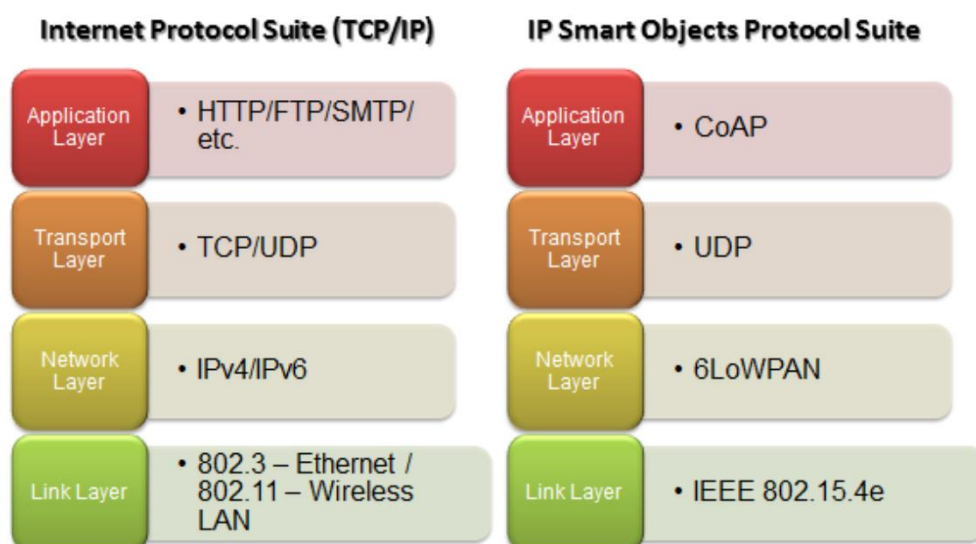 Internet Protocol Suite (TCP/IP)
Application
Layer
• HTTP/FTP/SMTP/
etc.
Transport
Layer
• TCP/UDP
Network
Layer
• IPv4/IPv6
Link Layer
• 802.3 – Ethernet /
802.11 – Wireless
LAN
IP Smart Objects Protocol Suite
Application
Layer
• CoAP
Transport
Layer
• UDP
Network
Layer
• 6LoWPAN
Link Layer
• IEEE 802.15.4e